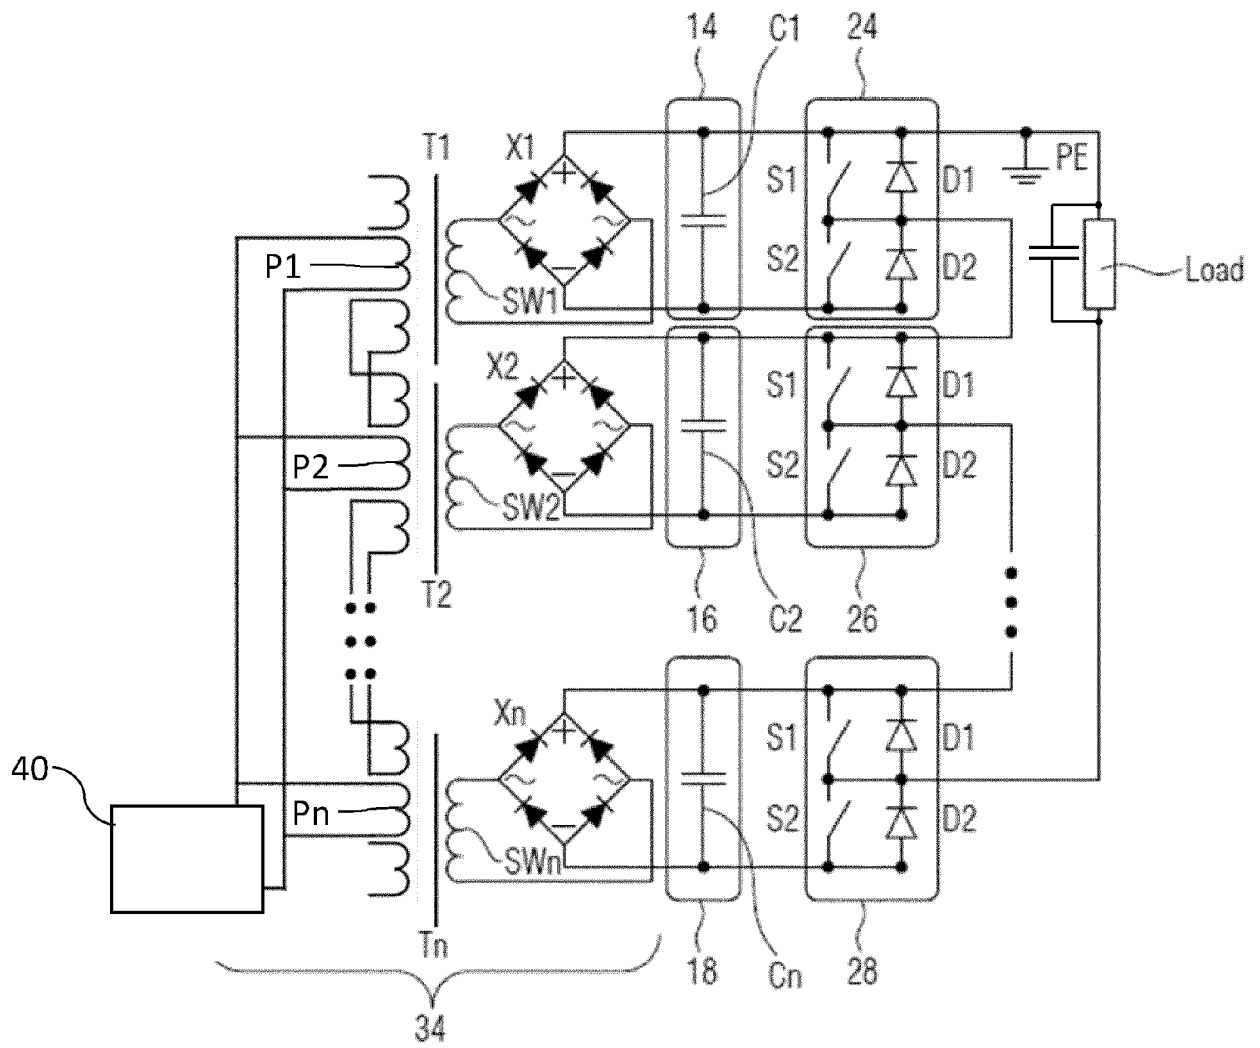 14 C1 24
T1 X1 PE
S1 D1
P1 S2 D2 Load
SW1
X2
S1 D1
P2 S2 D2
SW2
T2 16 C2 26
Xn
S1 D1
40
Pn S2 D2
SWn
Tn 18 Cn 28
34
+
~ ~
−
+
~ ~
−
+
~ ~
−